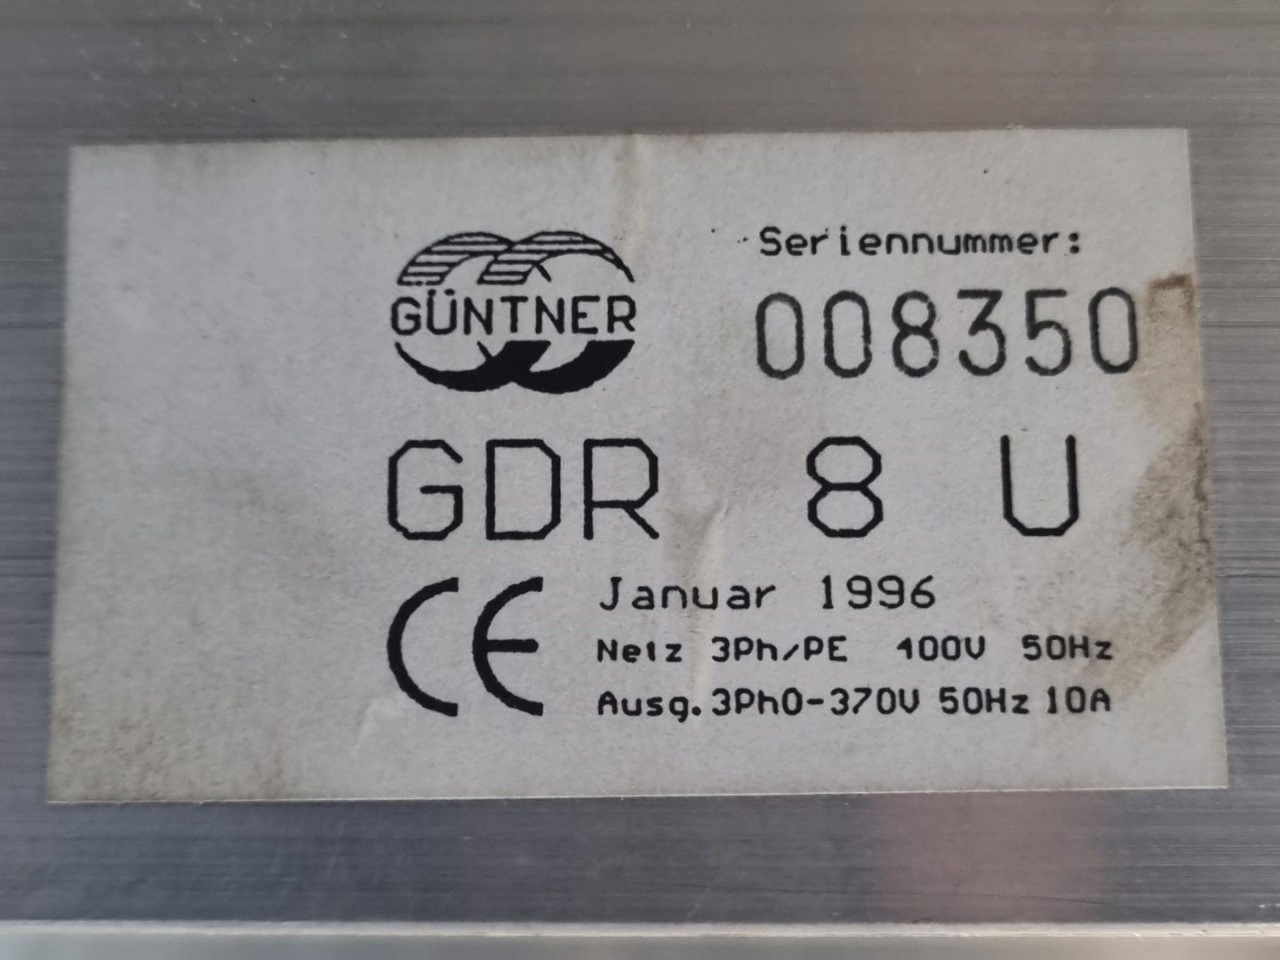 GÜNTNER
Seriennummer:
008350
GDR 8 U
CE
Januar 1996
Netz 3Ph/PE 400V 50Hz
Ausg. 3Ph0-370V 50Hz 10A